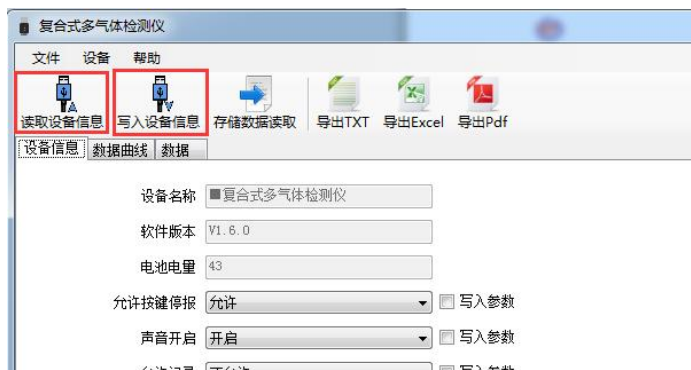 复合式多气体检测仪
文件 设备 帮助
读取设备信息 写入设备信息 存储数据读取 导出TXT 导出Excel 导出Pdf
设备信息 数据曲线 数据
设备名称 ■复合式多气体检测仪
软件版本 V1.6.0
电池电量 43
允许按键停报 允许 写入参数
声音开启 开启 写入参数